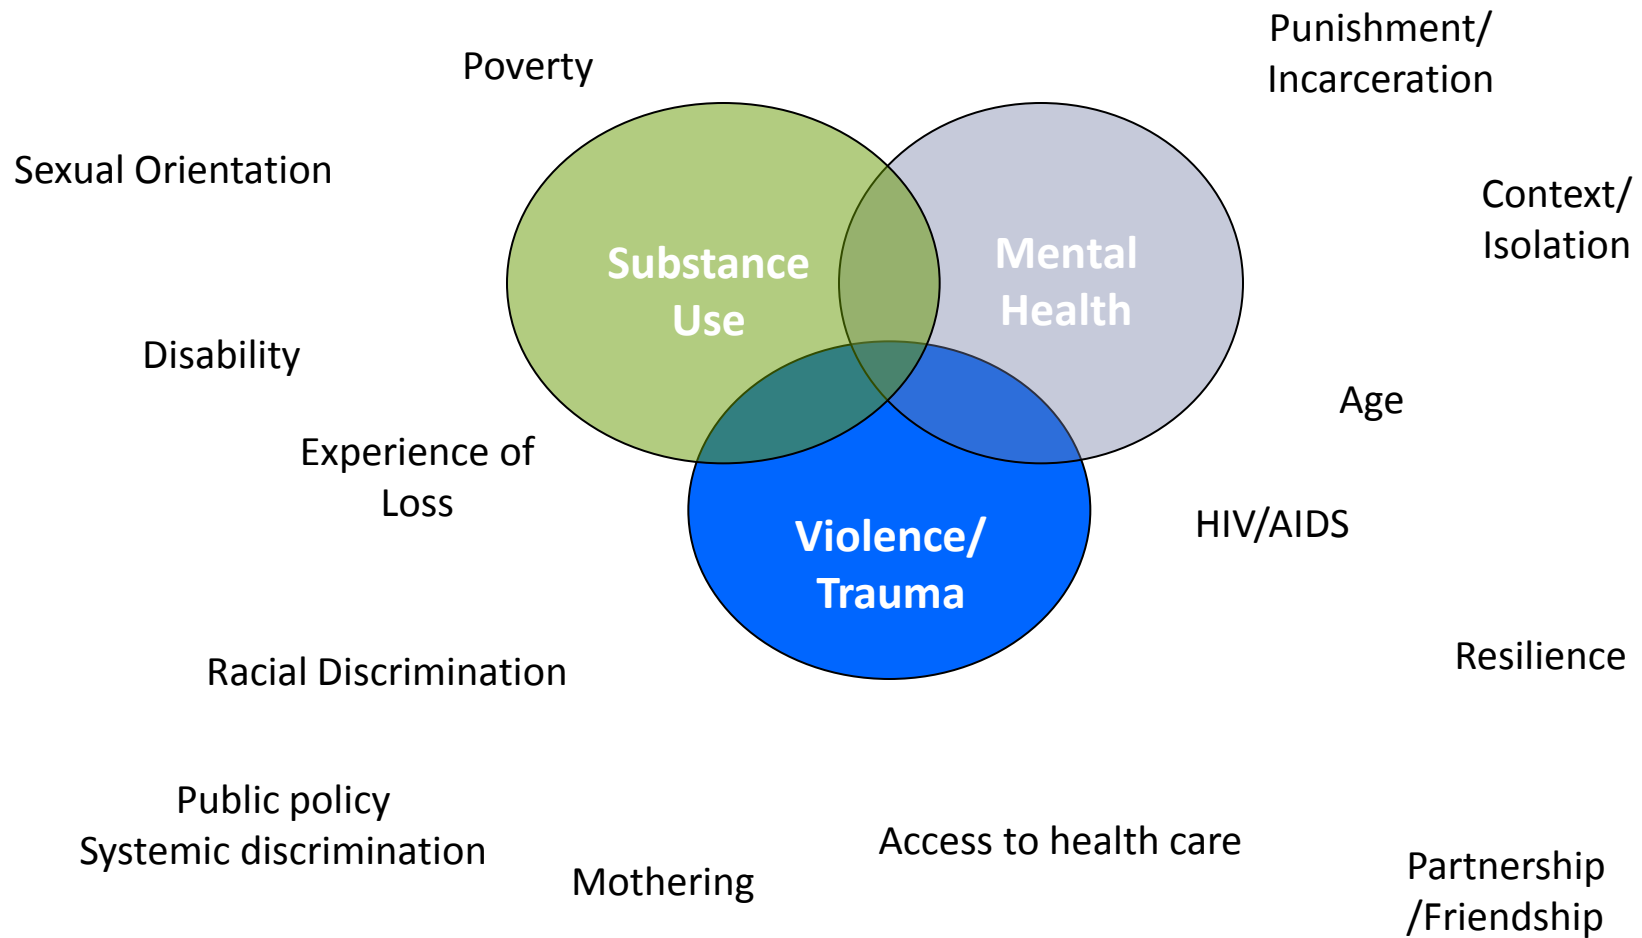 Punishment/
Incarceration
Poverty
Sexual Orientation
Context/
Isolation
Substance
Use
Mental
Health
Disability
Age
Experience of
Loss
HIV/AIDS
Violence/
Trauma
Racial Discrimination
Resilience
Public policy
Systemic discrimination
Access to health care
Mothering
Partnership
/Friendship